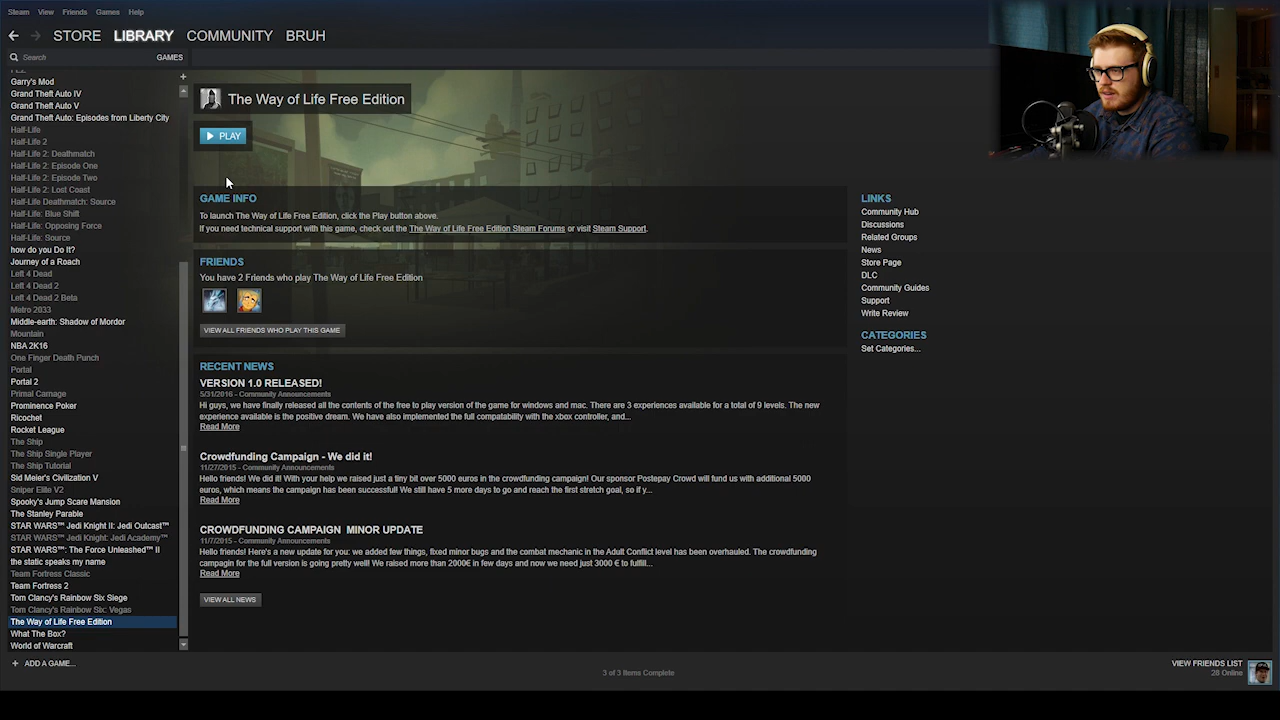 Steam View Friends Games Help
STORE LIBRARY COMMUNITY BRUH
Search GAMES
Garry's Mod
Grand Theft Auto IV
Grand Theft Auto V
Grand Theft Auto: Episodes from Liberty City
Half-Life
Half-Life 2
Half-Life 2: Deathmatch
Half-Life 2: Episode One
Half-Life 2: Episode Two
Half-Life 2: Lost Coast
Half-Life Deathmatch: Source
Half-Life: Blue Shift
Half-Life: Opposing Force
Half-Life: Source
how do you Do It?
Journey of a Roach
Left 4 Dead
Left 4 Dead 2
Left 4 Dead 2 Beta
Metro 2033
Middle-earth: Shadow of Mordor
Mountain
NBA 2K16
One Finger Death Punch
Portal
Portal 2
Primal Carnage
Prominence Poker
Ricochet
Rocket League
The Ship
The Ship Single Player
The Ship Tutorial
Sid Meier's Civilization V
Sniper Elite V2
Spooky's Jump Scare Mansion
The Stanley Parable
STAR WARS™ Jedi Knight II: Jedi Outcast™
STAR WARS™ Jedi Knight: Jedi Academy™
STAR WARS™: The Force Unleashed™ II
the static speaks my name
Team Fortress Classic
Team Fortress 2
Tom Clancy's Rainbow Six Siege
Tom Clancy's Rainbow Six: Vegas
The Way of Life Free Edition
What The Box?
World of Warcraft
+ ADD A GAME...
The Way of Life Free Edition
PLAY
GAME INFO
To launch The Way of Life Free Edition, click the Play button above.
If you need technical support with this game, check out the The Way of Life Free Edition Steam Forums or visit Steam Support.
FRIENDS
You have 2 Friends who play The Way of Life Free Edition
VIEW ALL FRIENDS WHO PLAY THIS GAME
RECENT NEWS
VERSION 1.0 RELEASED!
5/31/2016 - Community Announcements
Hi guys, we have finally released all the contents of the free to play version of the game for windows and mac. There are 3 experiences available for a total of 9 levels. The new
experience available is the positive dream. We have also implemented the full compatability with the xbox controller, and...
Read More
Crowdfunding Campaign - We did it!
11/27/2015 - Community Announcements
Hello friends! We did it! With your help we raised just a tiny bit over 5000 euros in the crowdfunding campaign! Our sponsor Postepay Crowd will fund us with additional 5000
euros, which means the campaign has been successful! We still have 5 more days to go and reach the first stretch goal, so if y...
Read More
CROWDFUNDING CAMPAIGN MINOR UPDATE
11/7/2015 - Community Announcements
Hello friends! Here's a new update for you: we added few things, fixed minor bugs and the combat mechanic in the Adult Conflict level has been overhauled. The crowdfunding
campagin for the full version is going pretty well! We raised more than 2000€ in few days and now we need just 3000 € to fulfill...
Read More
VIEW ALL NEWS
LINKS
Community Hub
Discussions
Related Groups
News
Store Page
DLC
Community Guides
Support
Write Review
CATEGORIES
Set Categories...
3 of 3 Items Complete
VIEW FRIENDS LIST
28 Online